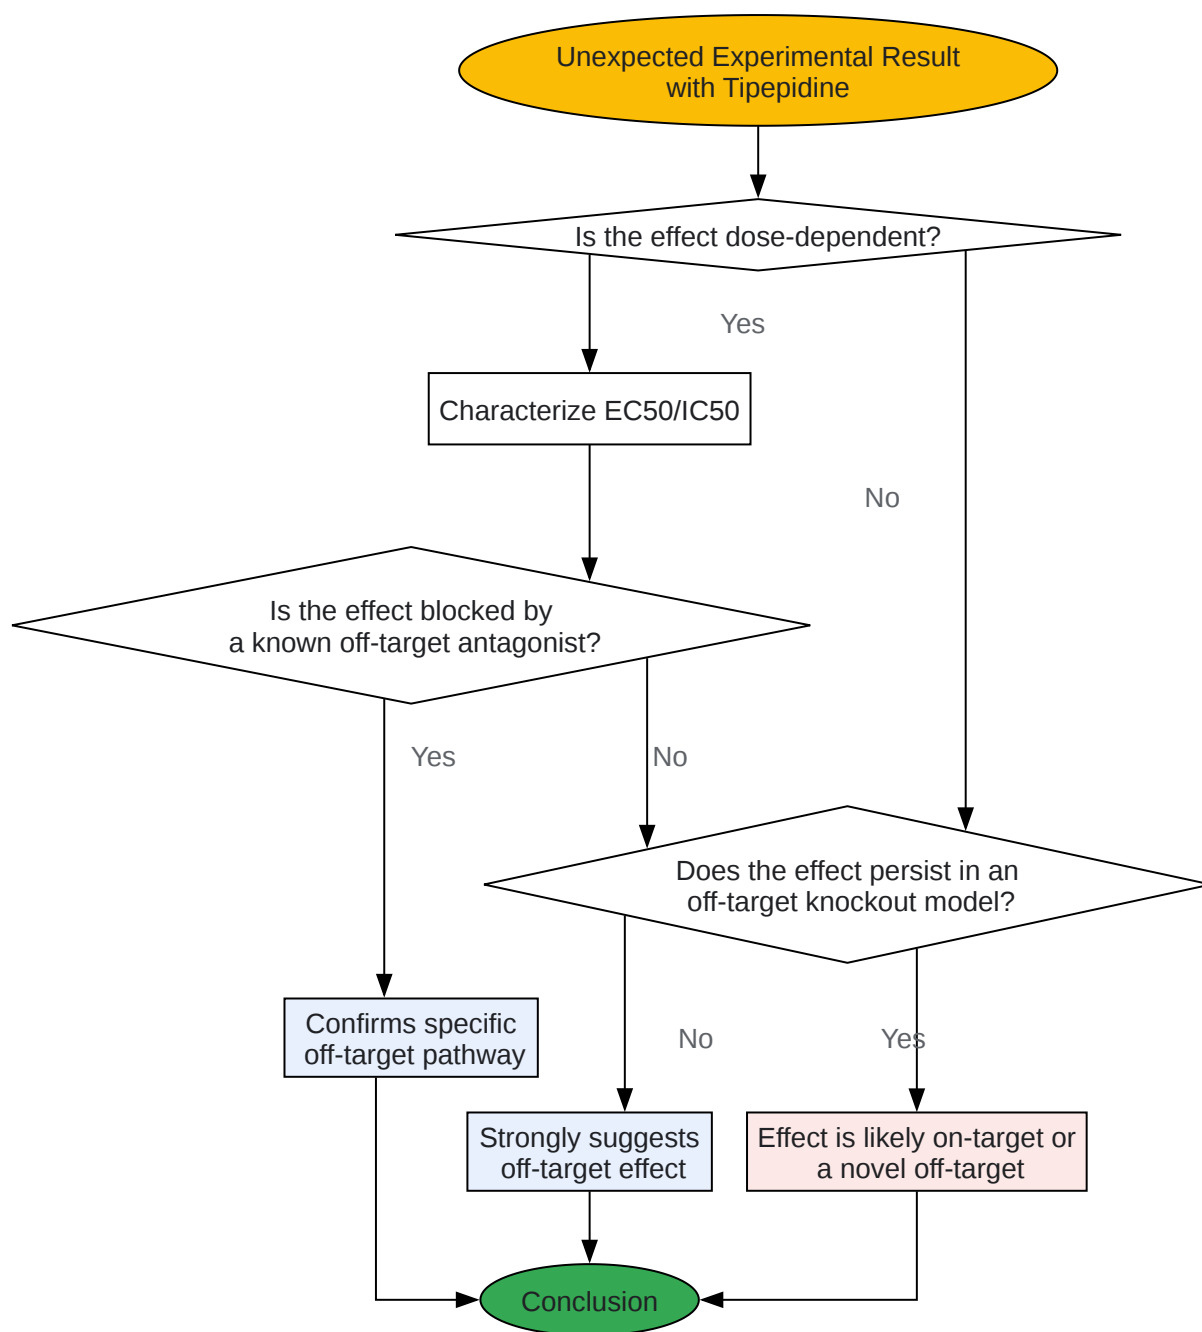 Unexpected Experimental Result
with Tipepidine
Is the effect dose-dependent?
Yes
Characterize EC50/IC50
No
Is the effect blocked by
a known off-target antagonist?
Yes
No
Does the effect persist in an
off-target knockout model?
Confirms specific
off-target pathway
No
Yes
Strongly suggests
off-target effect
Effect is likely on-target or
a novel off-target
Conclusion